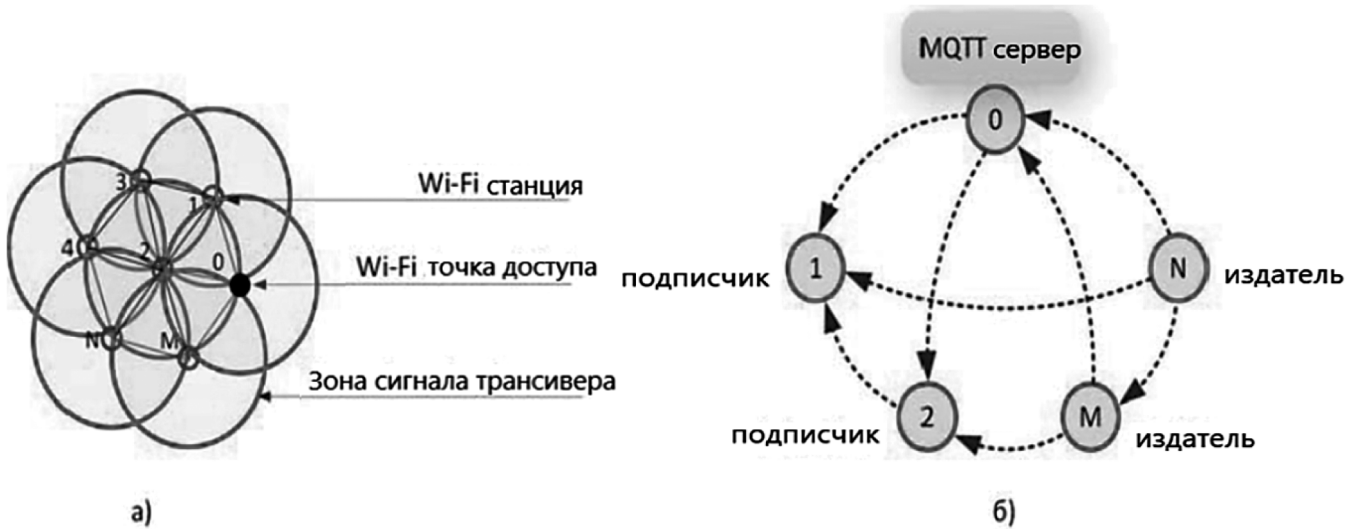 3
1
4
2
0
N
M
Wi-Fi станция
Wi-Fi точка доступа
Зона сигнала трансивера
а)
MQTT сервер
0
подписчик
1
N
издатель
подписчик
2
M
издатель
б)